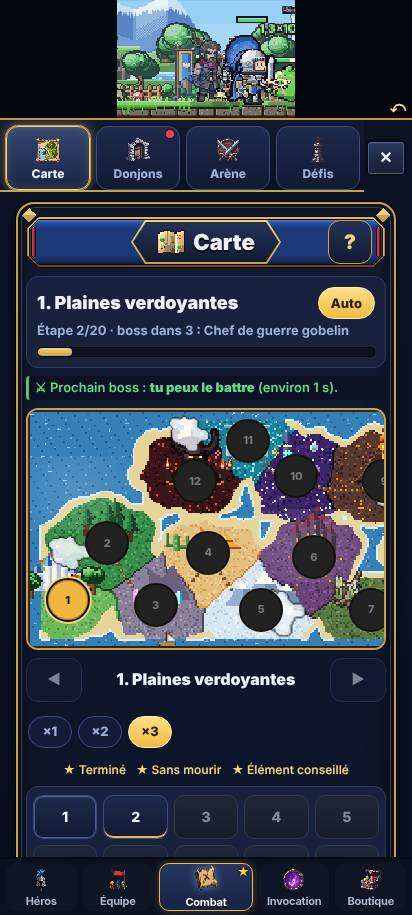 Carte
Donjons
Arène
Défis
×
Carte
?
1. Plaines verdoyantes
Auto
Étape 2/20 · boss dans 3 : Chef de guerre gobelin
⚔ Prochain boss : tu peux le battre (environ 1 s).
11
12
10
2
4
6
1
3
5
7
◀ 1. Plaines verdoyantes ▶
×1 ×2 ×3
★ Terminé ★ Sans mourir ★ Élément conseillé
1 2 3 4 5
Héros
Équipe
Combat
Invocation
Boutique